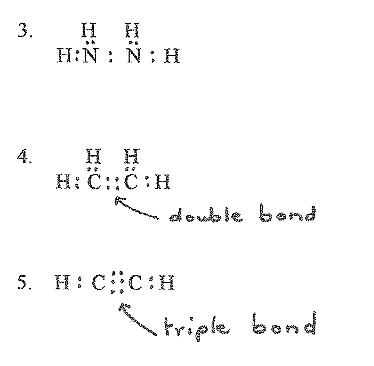 3. H H
H:N̈ : N̈ : H
4. H H
H: C̈ :: C̈ : H
double bond
5. H : C ⫶⫶ C : H
triple bond